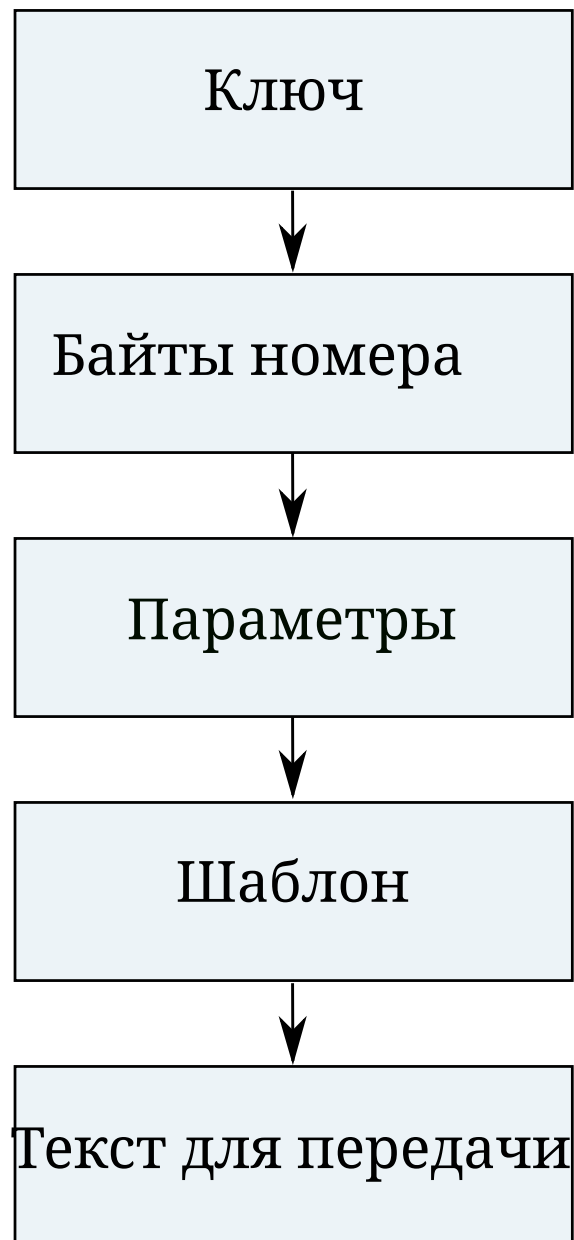 Ключ
Байты номера
Параметры
Шаблон
Текст для передачи